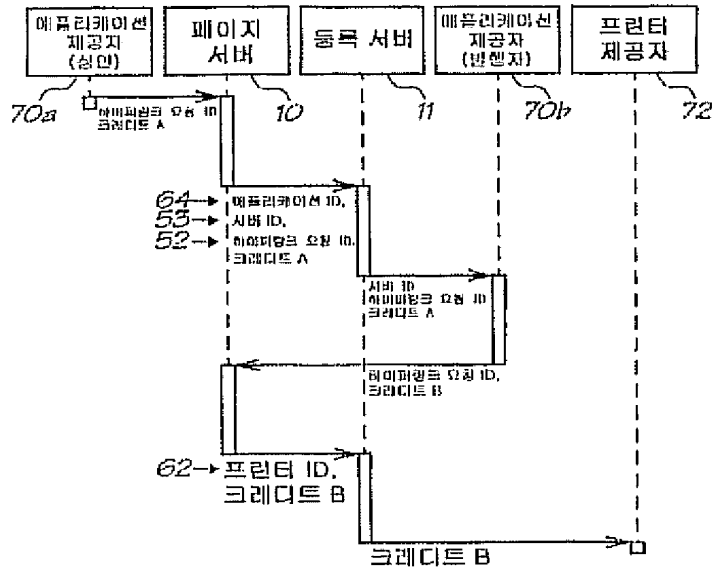 애플리케이션
제공자
(상인)
페이지
서버
등록 서버
애플리케이션
제공자
(발행자)
프린터
제공자
70a
10
11
70b
72
하이퍼링크 요청 ID
크레디트 A
64
애플리케이션 ID,
53
서버 ID,
52
하이퍼링크 요청 ID,
크레디트 A
서버 ID
하이퍼링크 요청 ID
크레디트 A
하이퍼링크 요청 ID,
크레디트 B
62
프린터 ID,
크레디트 B
크레디트 B